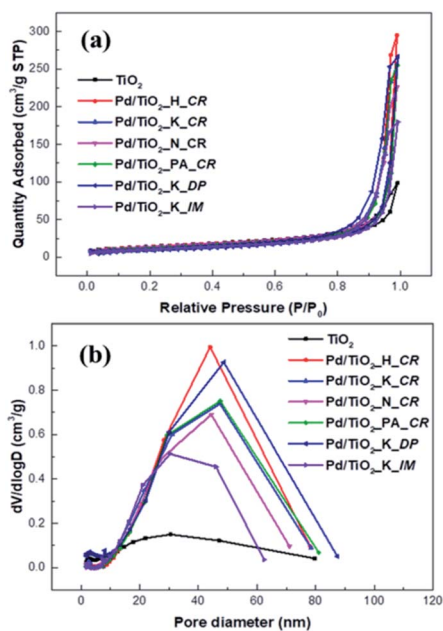 (a)
Quantity Adsorbed (cm³/g STP)
300
250
200
150
100
50
0
TiO₂
Pd/TiO₂_H_CR
Pd/TiO₂_K_CR
Pd/TiO₂_N_CR
Pd/TiO₂_PA_CR
Pd/TiO₂_K_DP
Pd/TiO₂_K_IM
0.0 0.2 0.4 0.6 0.8 1.0
Relative Pressure (P/P₀)
(b)
dV/dlogD (cm³/g)
1.0
0.8
0.6
0.4
0.2
0.0
TiO₂
Pd/TiO₂_H_CR
Pd/TiO₂_K_CR
Pd/TiO₂_N_CR
Pd/TiO₂_PA_CR
Pd/TiO₂_K_DP
Pd/TiO₂_K_IM
0 20 40 60 80 100 120
Pore diameter (nm)